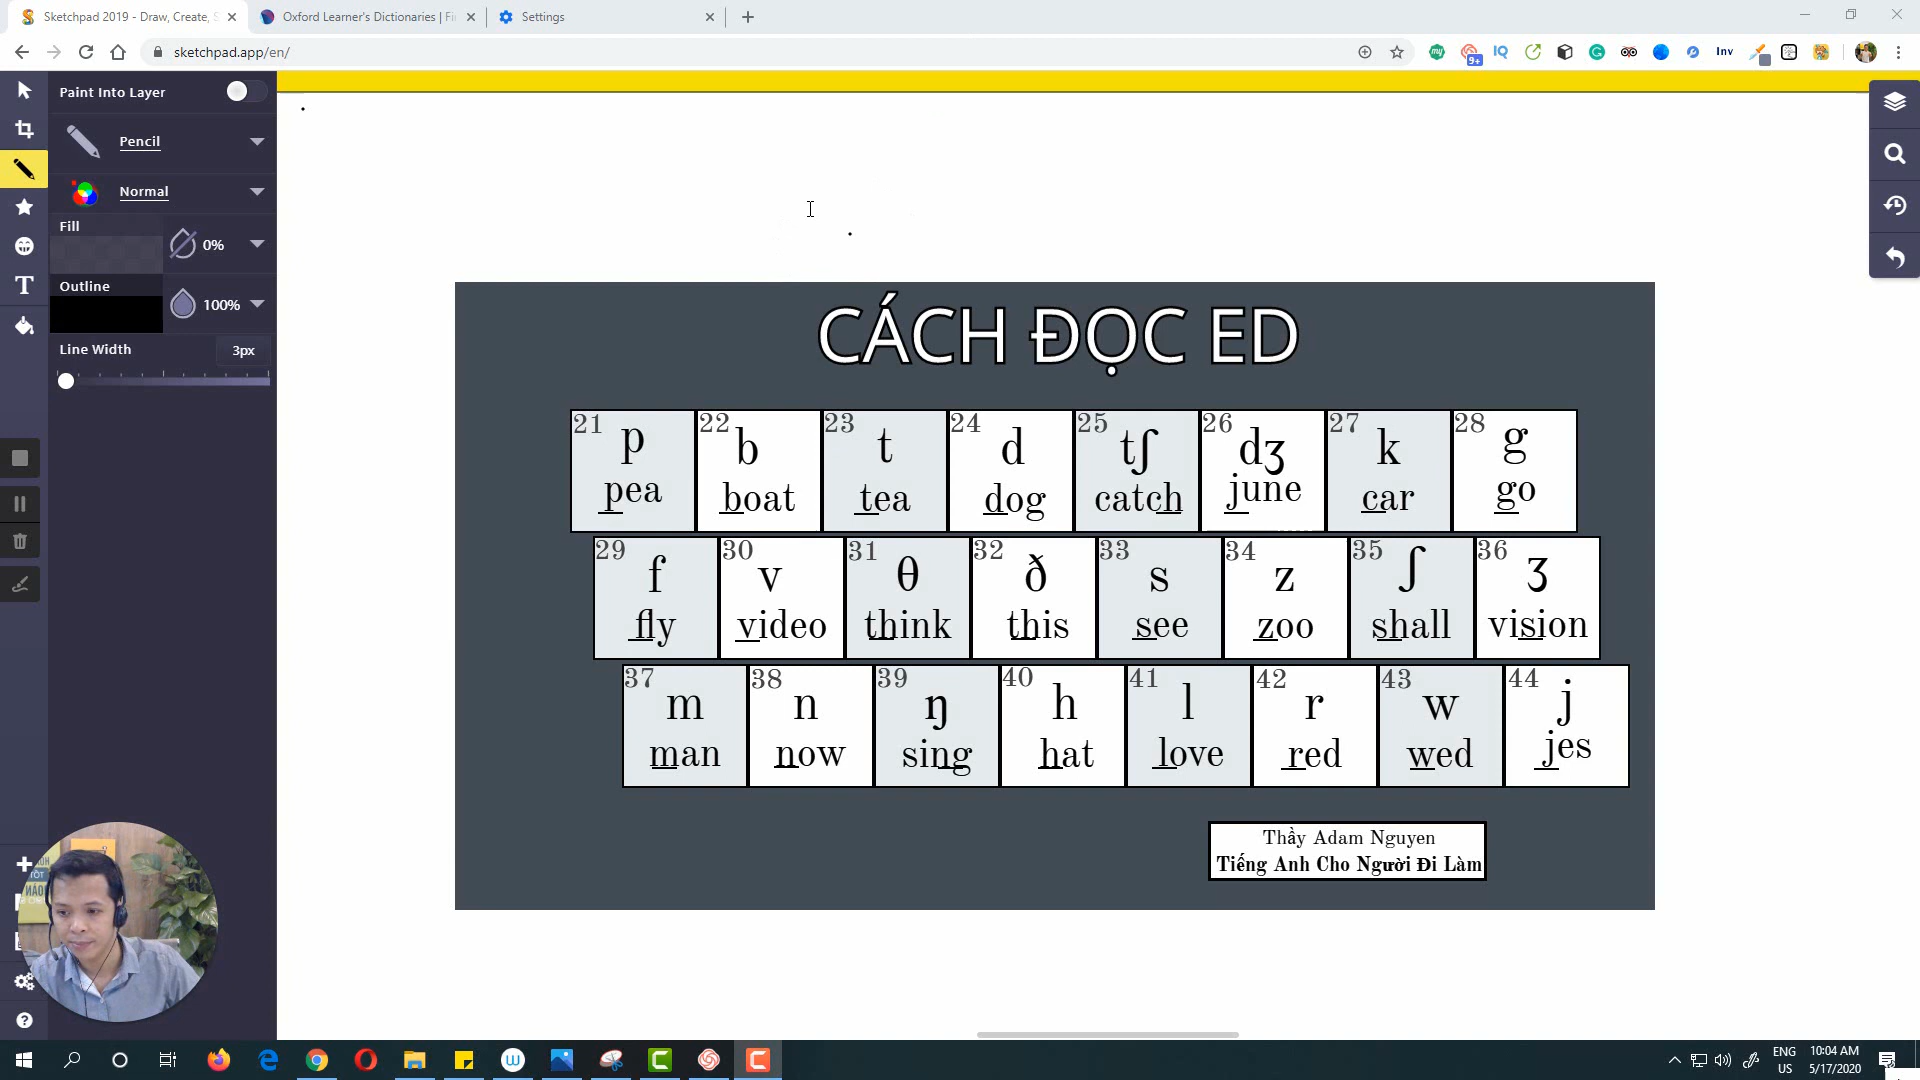 Sketchpad 2019 - Draw, Create, S
Oxford Learner's Dictionaries | Fi
Settings
sketchpad.app/en/
9+
IQ
Inv
Paint Into Layer
Pencil
Normal
Fill
0%
Outline
100%
Line Width
3px
CÁCH ĐỌC ED
21 22 23 24 25 26 27 28
p b t d tʃ dʒ k g
pea boat tea dog catch june car go
29 30 31 32 33 34 35 36
f v θ ð s z ʃ ʒ
fly video think this see zoo shall vision
37 38 39 40 41 42 43 44
m n ŋ h l r w j
man now sing hat love red wed jes
Thầy Adam Nguyen
Tiếng Anh Cho Người Đi Làm
ENG
US
10:04 AM
5/17/2020